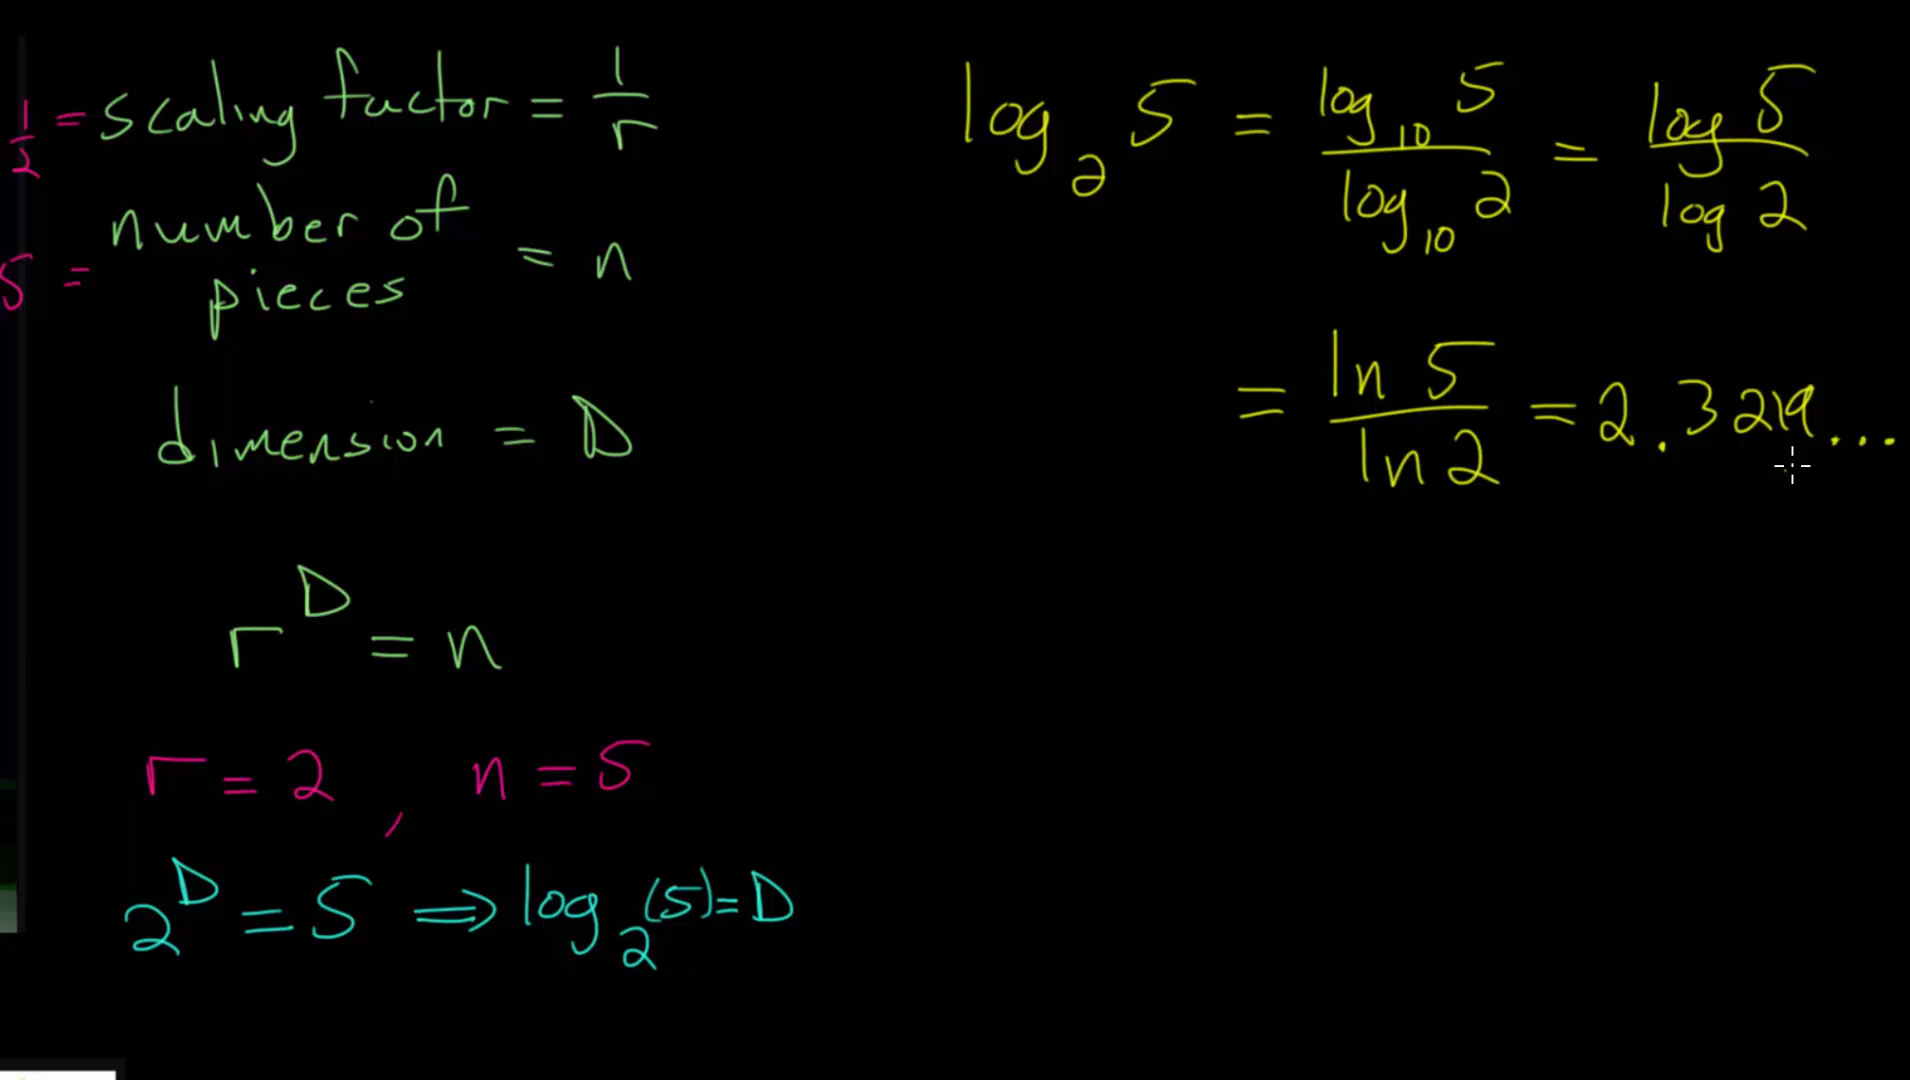 1/2 = scaling factor = 1/r
5 = number of pieces = n
dimension = D
r^D = n
r = 2 , n = 5
2^D = 5 ⟹ log_2(5) = D
log_2 5 = log_10 5 / log_10 2 = log 5 / log 2
= ln 5 / ln 2 = 2.3219...